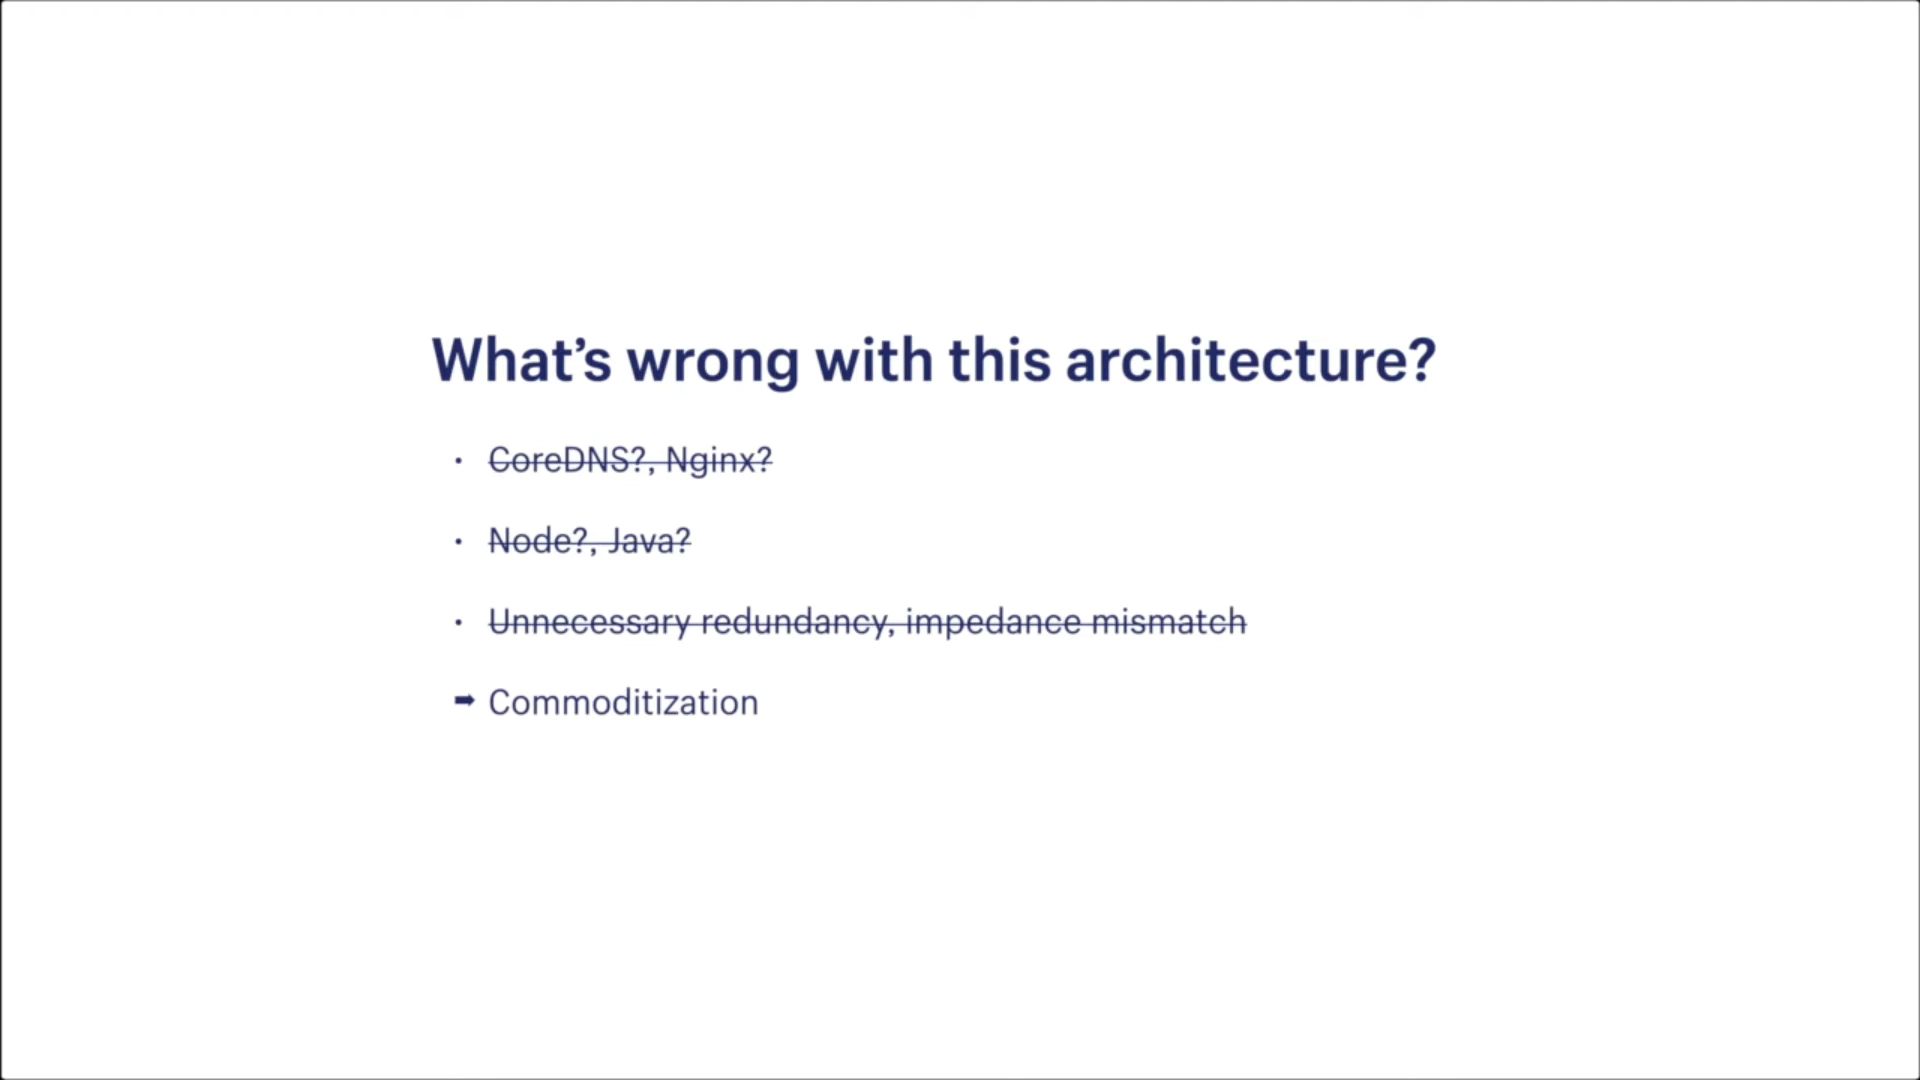 What’s wrong with this architecture?
• CoreDNS?, Nginx?
• Node?, Java?
• Unnecessary redundancy, impedance mismatch
➡ Commoditization